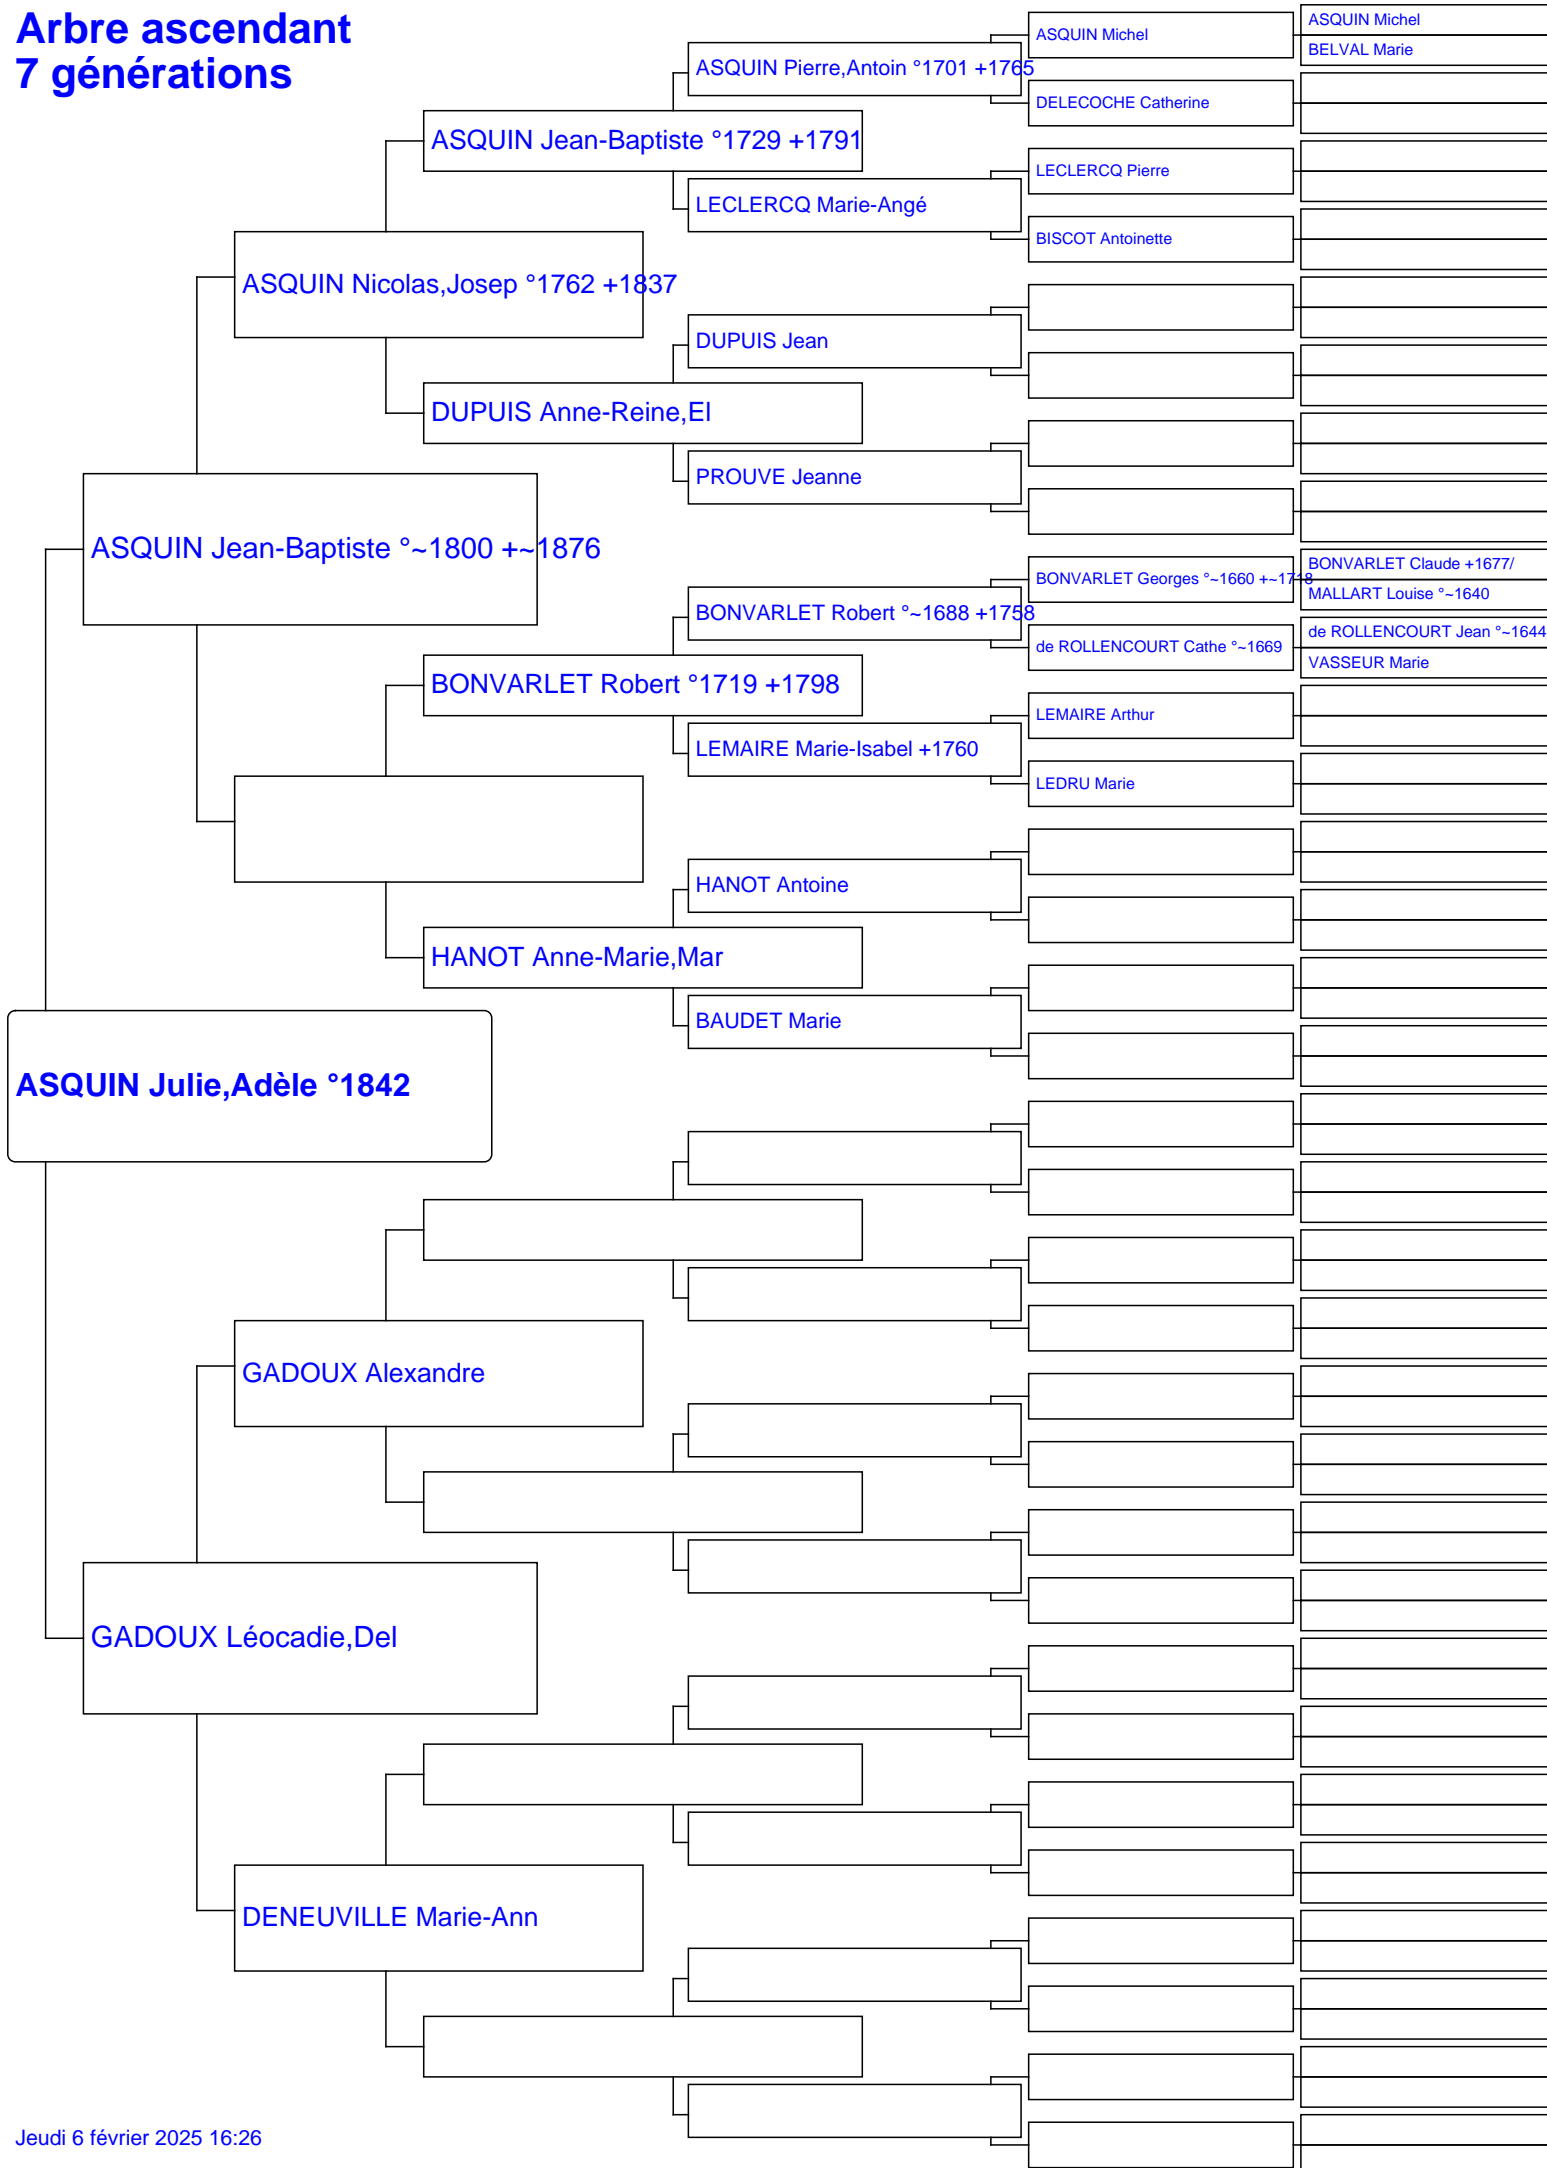 Arbre ascendant
7 générations
ASQUIN Michel
BELVAL Marie
ASQUIN Michel
ASQUIN Pierre,Antoin °1701 +1765
DELECOCHE Catherine
ASQUIN Jean-Baptiste °1729 +1791
LECLERCQ Pierre
LECLERCQ Marie-Angé
BISCOT Antoinette
ASQUIN Nicolas,Josep °1762 +1837
DUPUIS Jean
DUPUIS Anne-Reine,El
PROUVE Jeanne
ASQUIN Jean-Baptiste °~1800 +~1876
BONVARLET Claude +1677/
BONVARLET Georges °~1660 +~1718
MALLART Louise °~1640
BONVARLET Robert °~1688 +1758
de ROLLENCOURT Jean °~1644
de ROLLENCOURT Cathe °~1669
VASSEUR Marie
BONVARLET Robert °1719 +1798
LEMAIRE Arthur
LEMAIRE Marie-Isabel +1760
LEDRU Marie
HANOT Antoine
HANOT Anne-Marie,Mar
BAUDET Marie
ASQUIN Julie,Adèle °1842
GADOUX Alexandre
GADOUX Léocadie,Del
DENEUVILLE Marie-Ann
Jeudi 6 février 2025 16:26